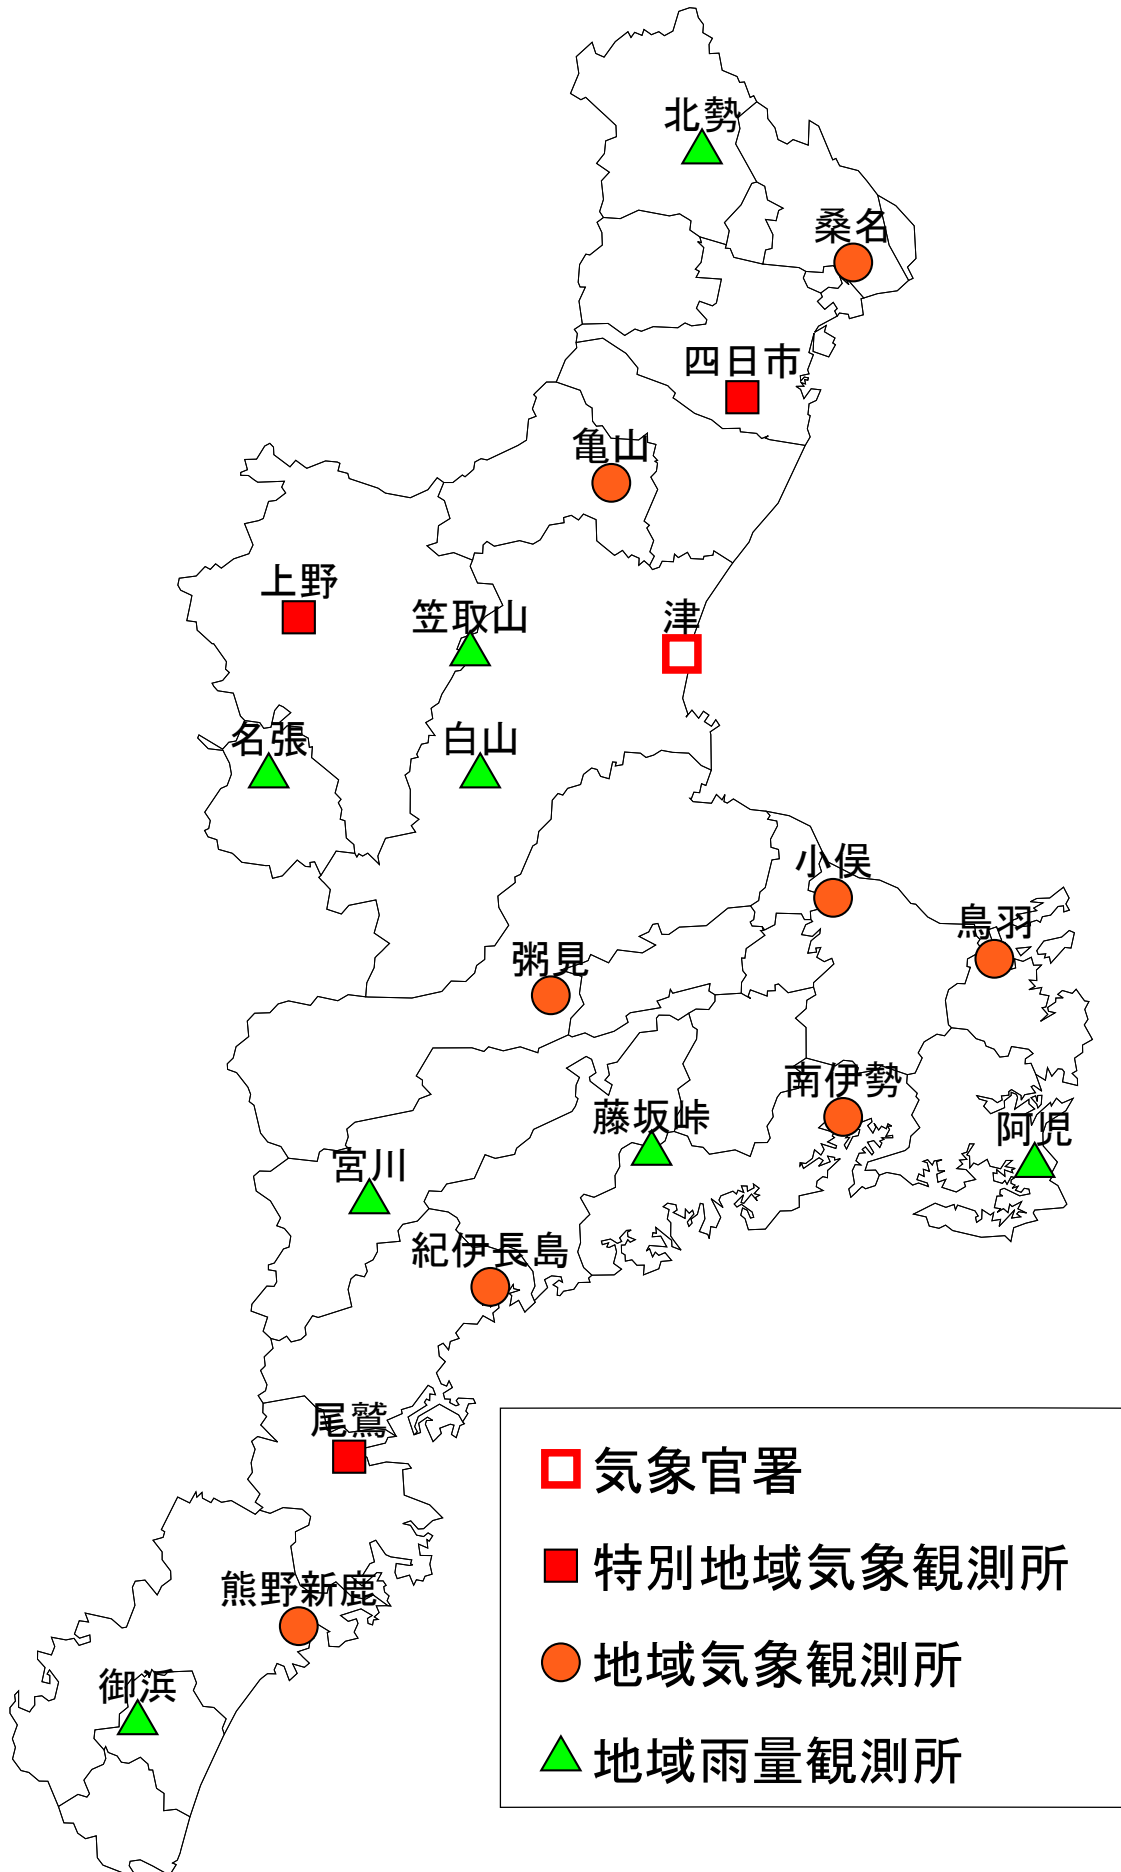 北勢
桑名
四日市
亀山
上野
笠取山
津
名張
白山
小俣
鳥羽
粥見
南伊勢
藤坂峠
阿児
宮川
紀伊長島
尾鷲
熊野新鹿
御浜
気象官署
特別地域気象観測所
地域気象観測所
地域雨量観測所